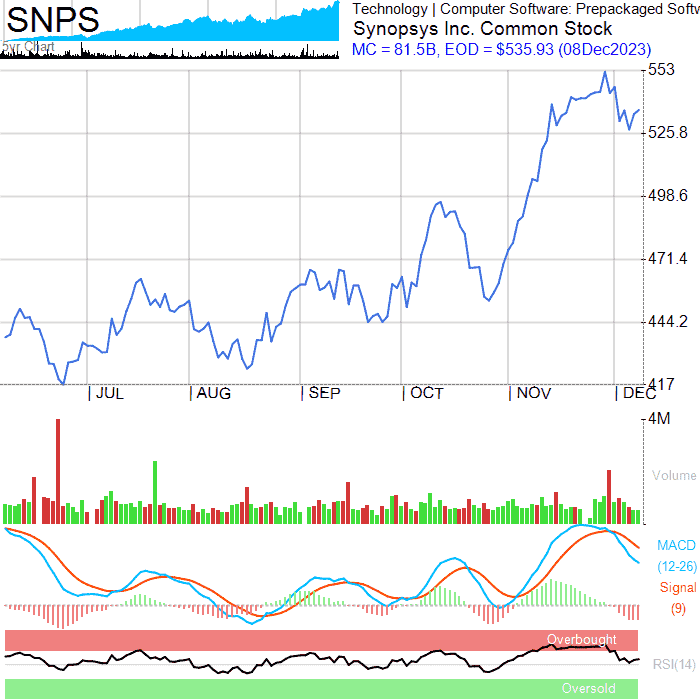 SNPS
5yr Chart
Technology | Computer Software: Prepackaged Softw
Synopsys Inc. Common Stock
MC = 81.5B, EOD = $535.93 (08Dec2023)
553
525.8
498.6
471.4
444.2
417
JUL
AUG
SEP
OCT
NOV
DEC
4M
Volume
MACD
(12-26)
Signal
(9)
Overbought
RSI(14)
Oversold